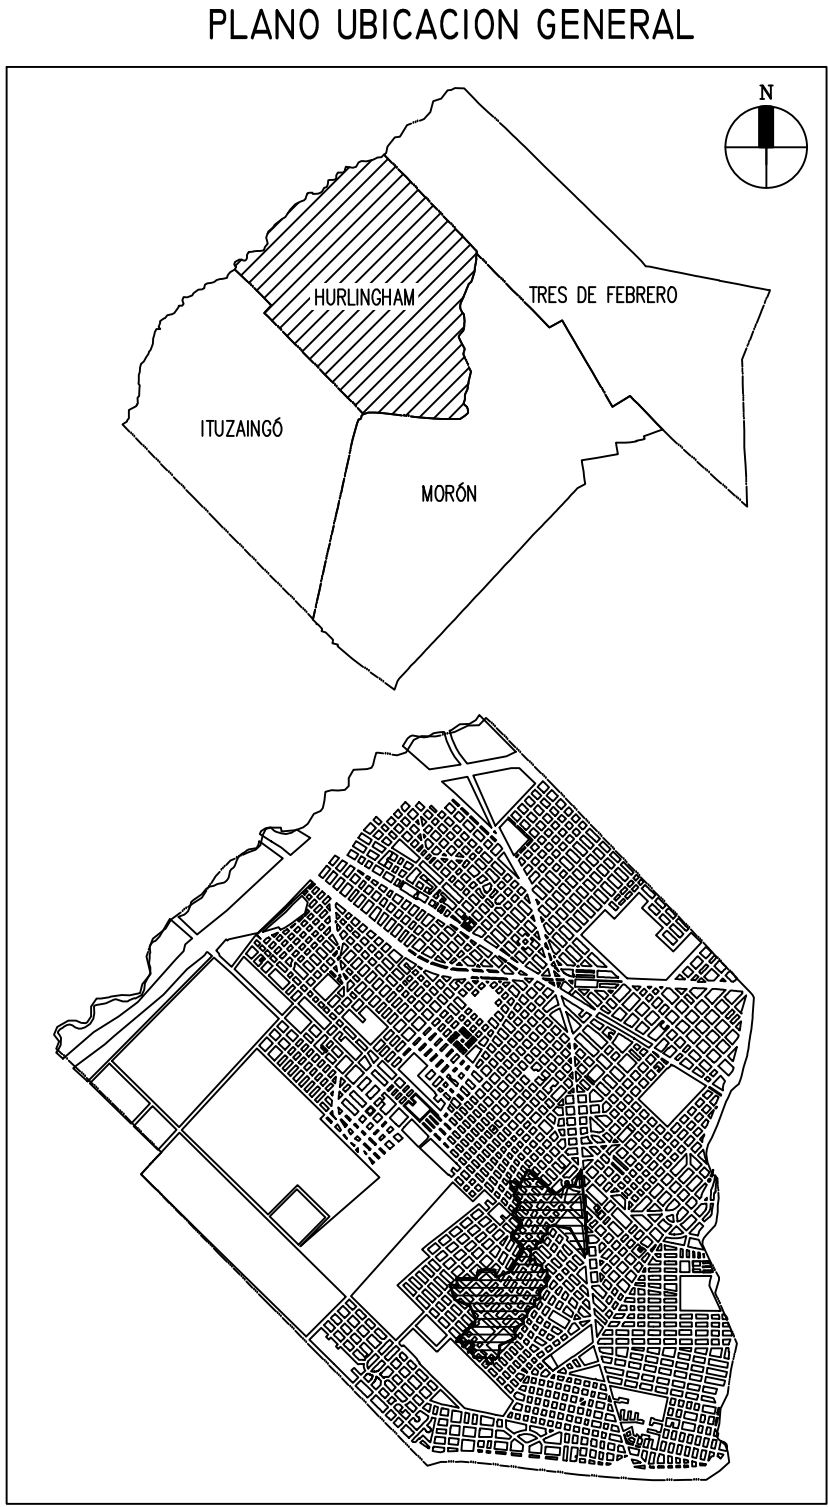 PLANO UBICACION GENERAL
N
HURLINGHAM
TRES DE FEBRERO
ITUZAINGÓ
MORÓN